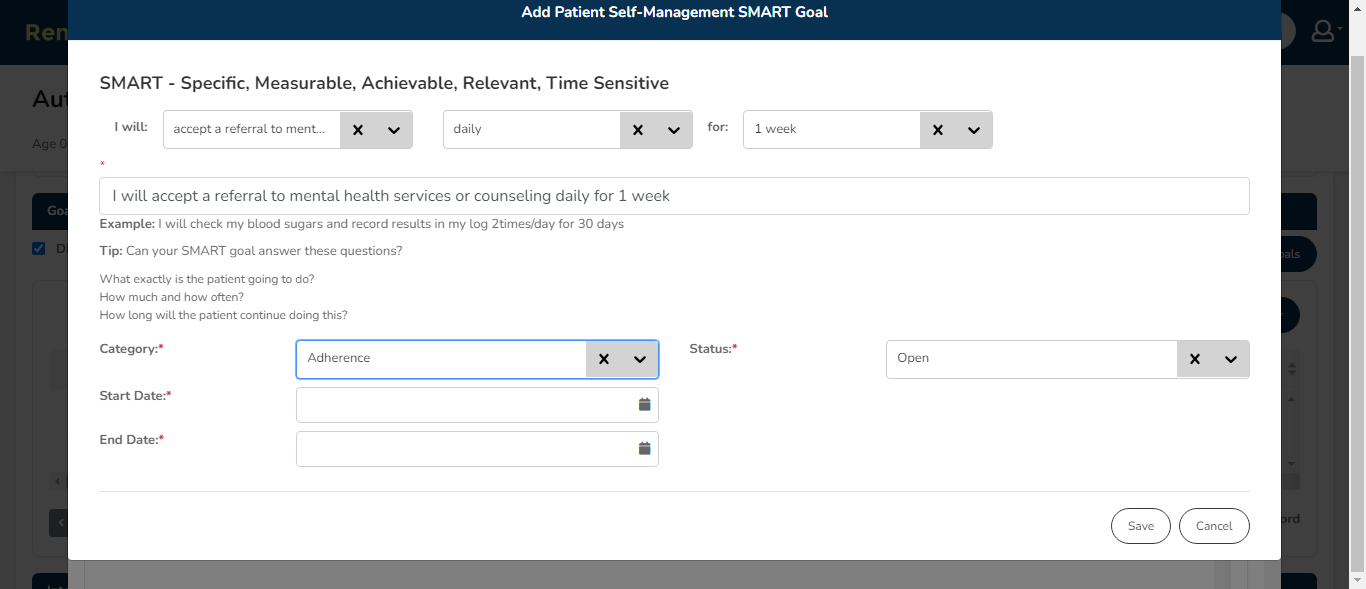 Add Patient Self-Management SMART Goal
SMART - Specific, Measurable, Achievable, Relevant, Time Sensitive
I will: accept a referral to ment... daily for: 1 week
*
I will accept a referral to mental health services or counseling daily for 1 week
Example: I will check my blood sugars and record results in my log 2times/day for 30 days
Tip: Can your SMART goal answer these questions?
What exactly is the patient going to do?
How much and how often?
How long will the patient continue doing this?
Category:* Adherence Status:* Open
Start Date:*
End Date:*
Save Cancel